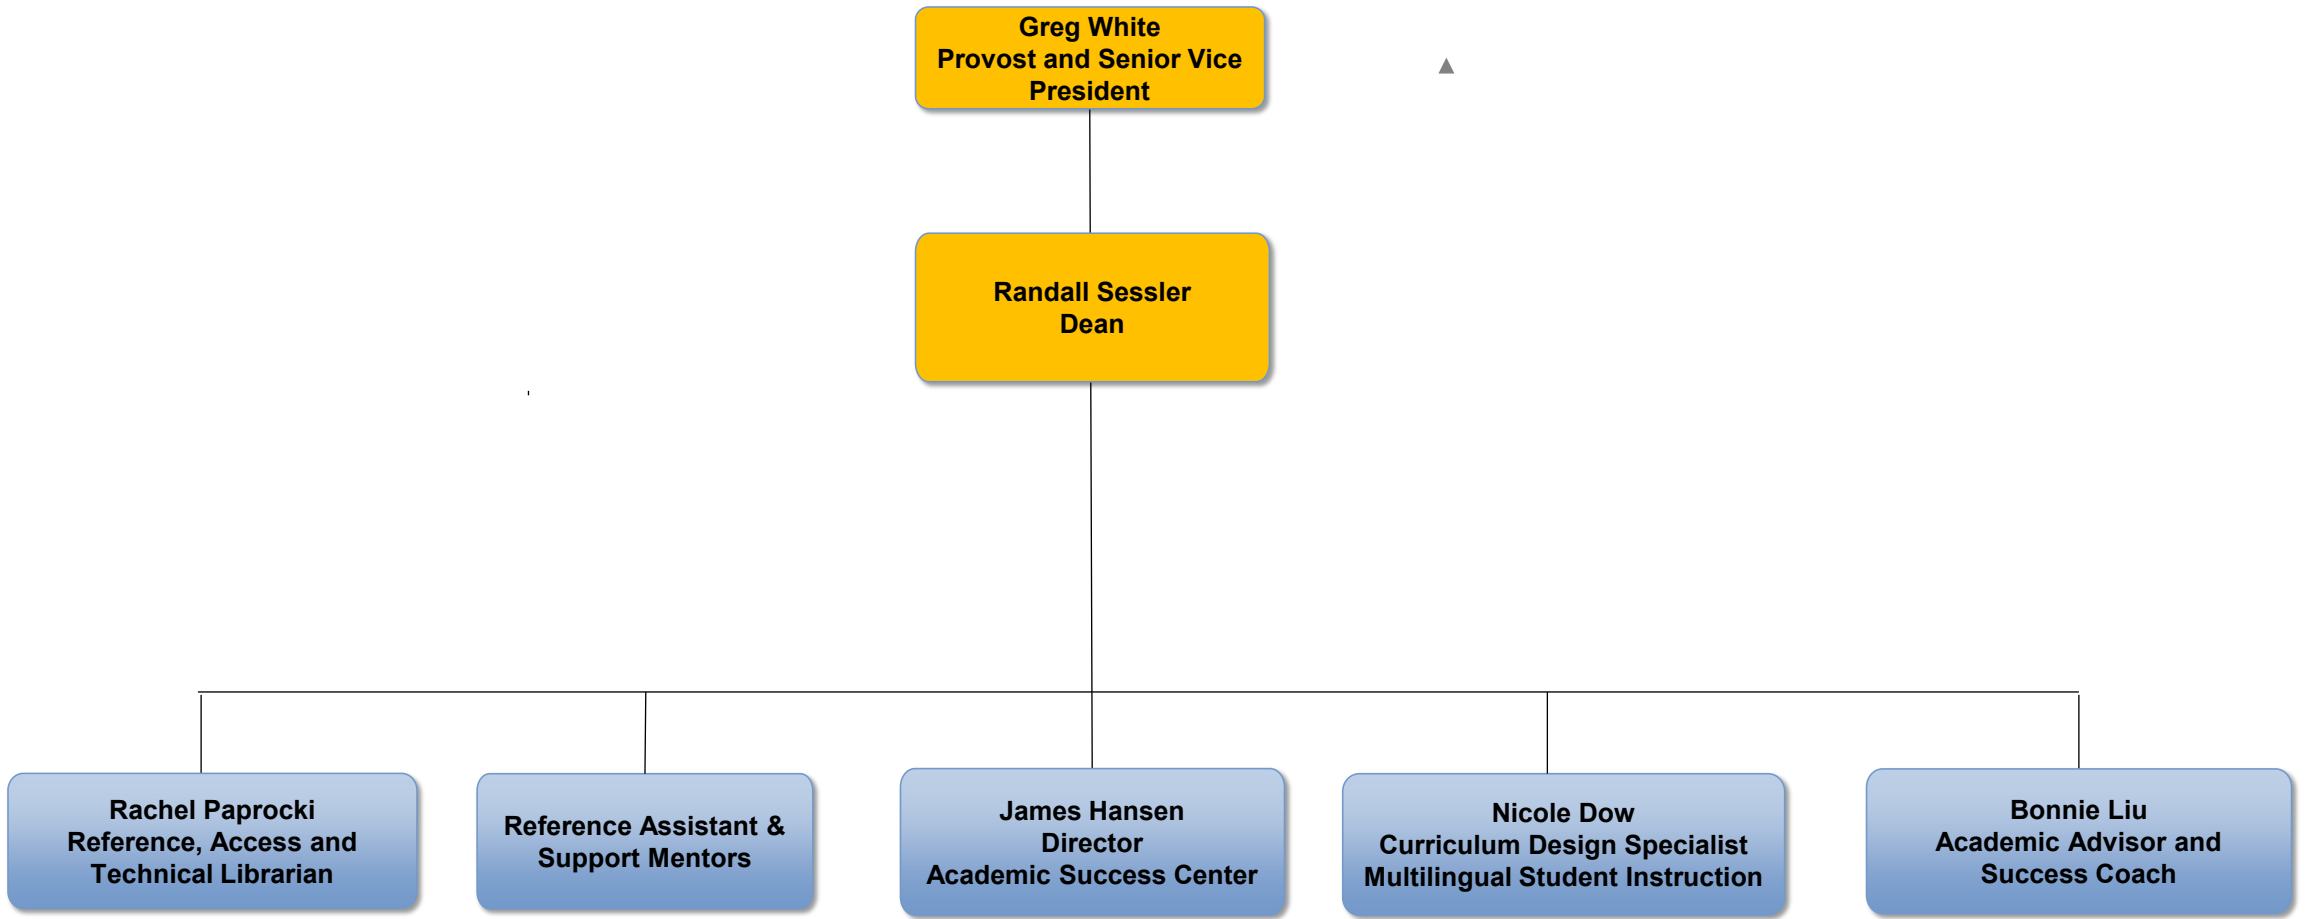 Greg White
Provost and Senior Vice
President
Randall Sessler
Dean
Rachel Paprocki
Reference, Access and
Technical Librarian
Reference Assistant &
Support Mentors
James Hansen
Director
Academic Success Center
Nicole Dow
Curriculum Design Specialist
Multilingual Student Instruction
Bonnie Liu
Academic Advisor and
Success Coach